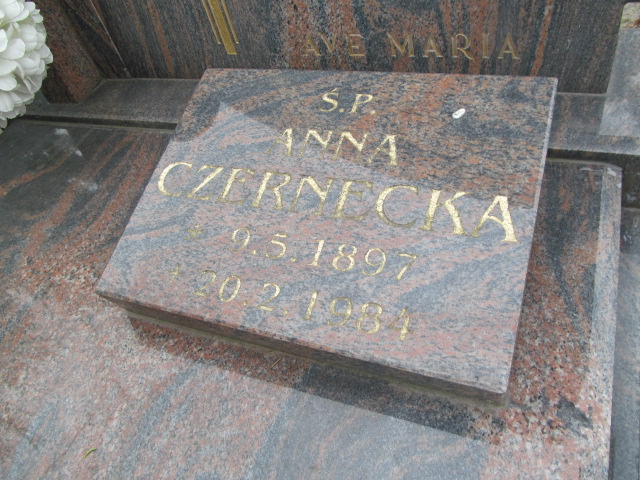 AVE MARIA
Ś.P.
ANNA
CZERNECKA
* 9.5.1897
+ 20.2.1984